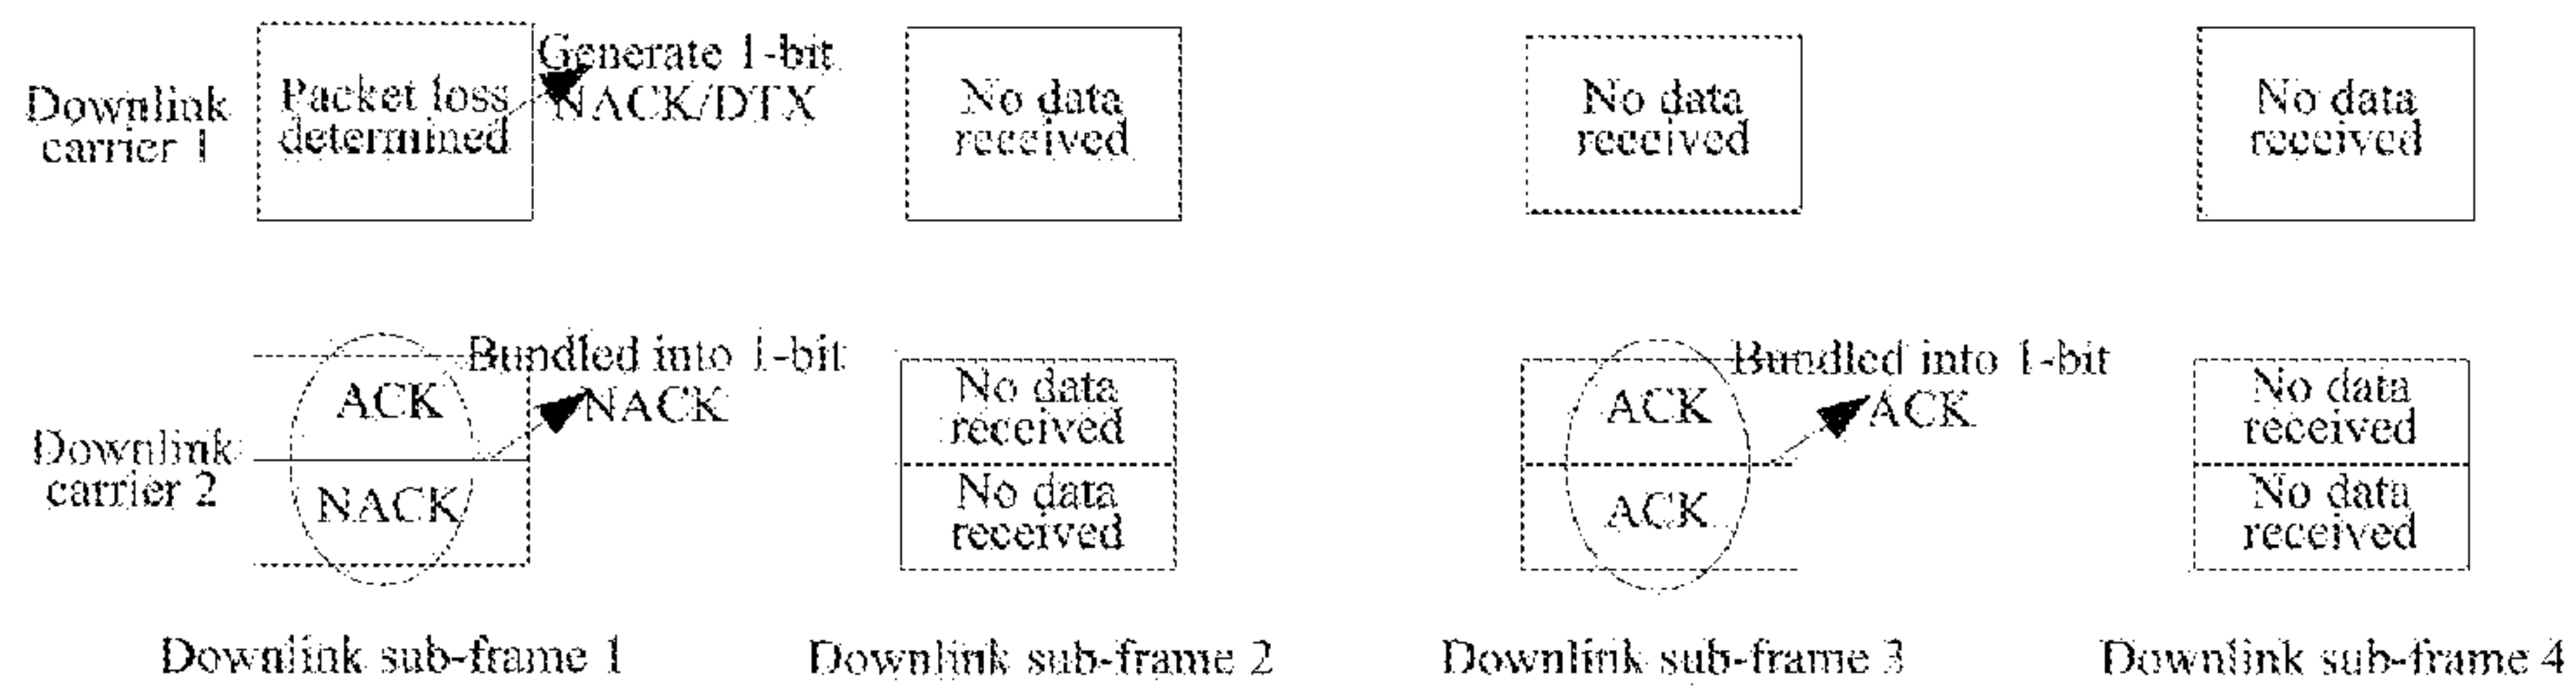 Downlink
carrier 1
Packet loss
determined
Generate 1-bit
NACK/DTX
No data
received
No data
received
No data
received
Downlink
carrier 2
ACK
NACK
Bundled into 1-bit
NACK
No data
received
No data
received
ACK
ACK
Bundled into 1-bit
ACK
No data
received
No data
received
Downlink sub-frame 1
Downlink sub-frame 2
Downlink sub-frame 3
Downlink sub-frame 4